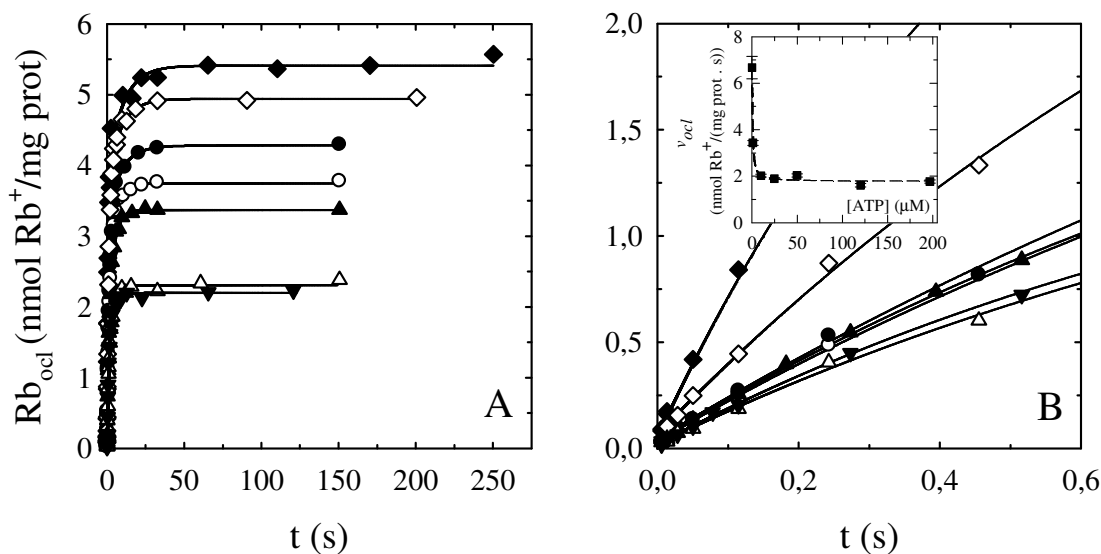 Rb_ocl (nmol Rb⁺/mg prot)
6
5
4
3
2
1
0
0 50 100 150 200 250
t (s)
A
2,0
1,5
1,0
0,5
0,0
0,0 0,2 0,4 0,6
t (s)
B
v_ocl
(nmol Rb⁺/(mg prot . s))
8
6
4
2
0
[ATP] (μM)
0 50 100 150 200